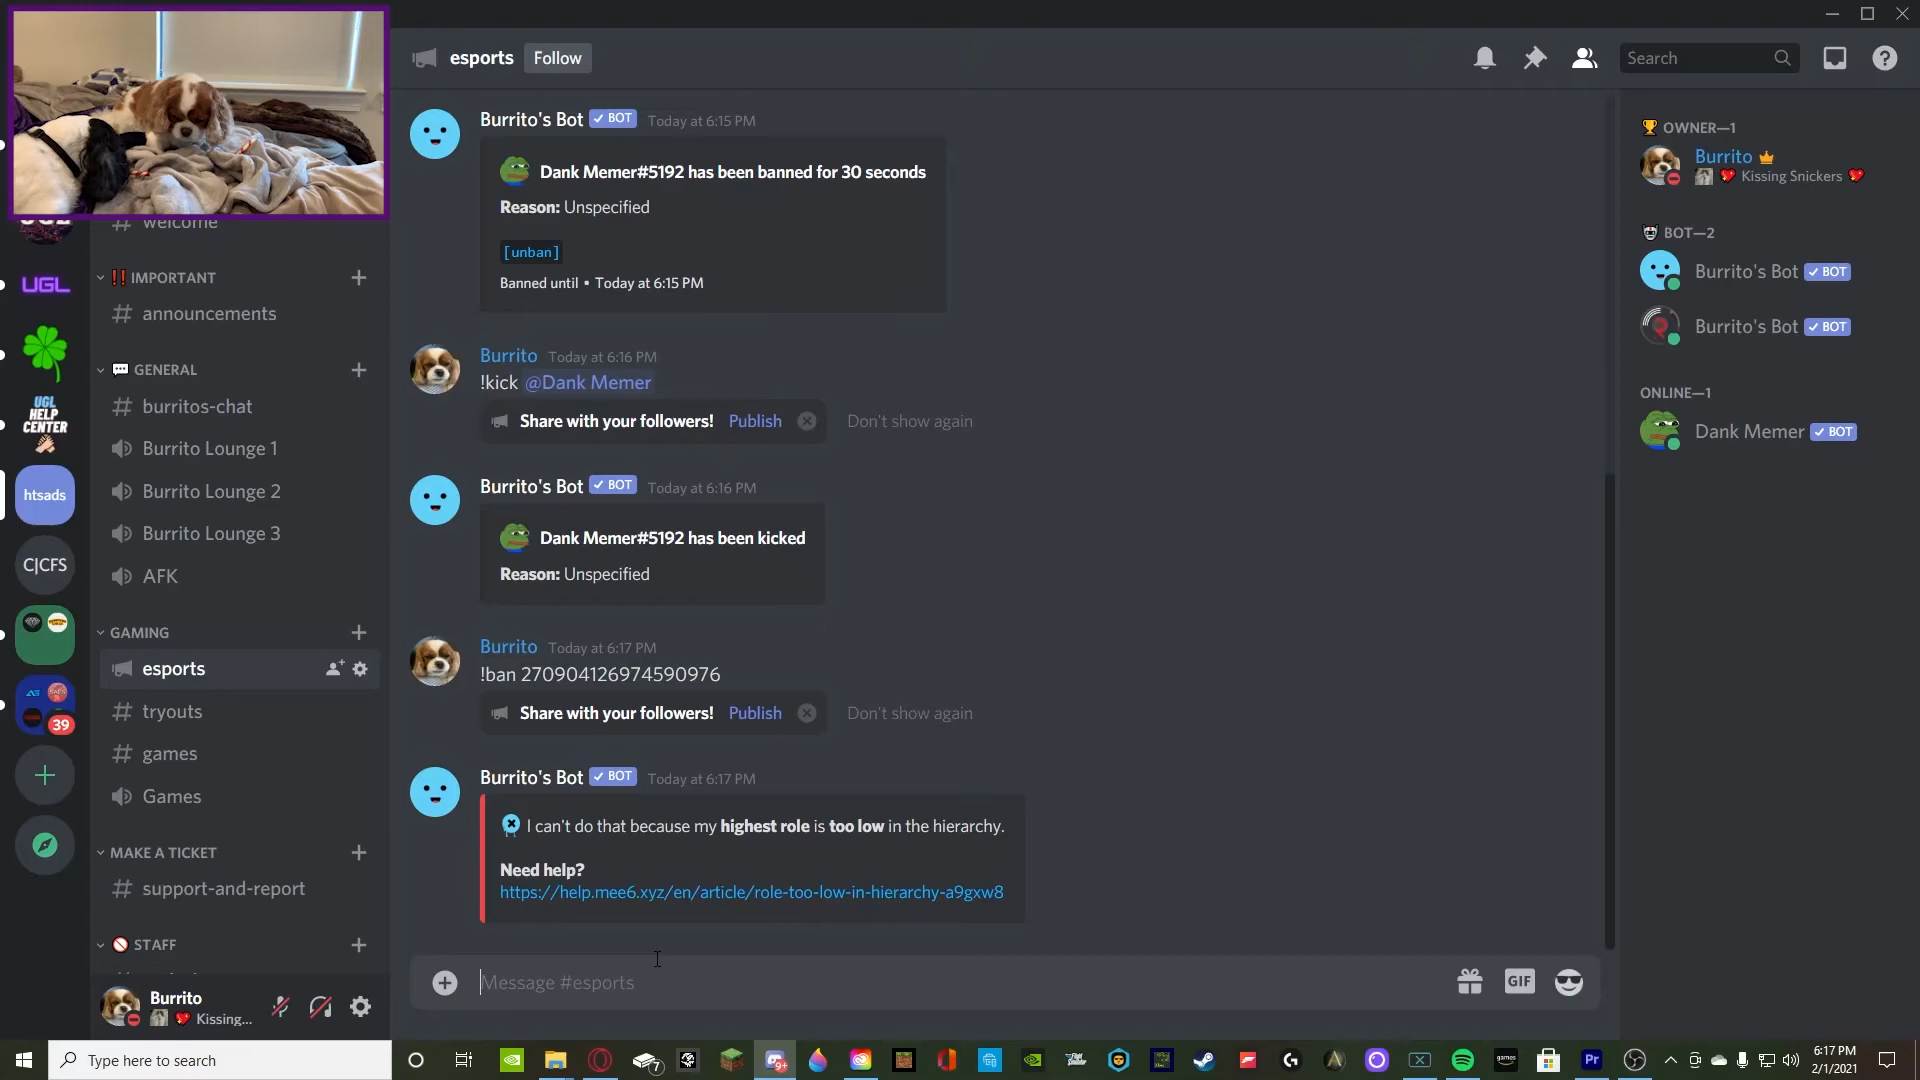 esports Follow
Search
Burrito's Bot BOT Today at 6:15 PM
Dank Memer#5192 has been banned for 30 seconds
Reason: Unspecified
[unban]
Banned until • Today at 6:15 PM
Burrito Today at 6:16 PM
!kick @Dank Memer
Share with your followers! Publish Don't show again
Burrito's Bot BOT Today at 6:16 PM
Dank Memer#5192 has been kicked
Reason: Unspecified
Burrito Today at 6:17 PM
!ban 270904126974590976
Share with your followers! Publish Don't show again
Burrito's Bot BOT Today at 6:17 PM
I can't do that because my highest role is too low in the hierarchy.
Need help?
https://help.mee6.xyz/en/article/role-too-low-in-hierarchy-a9gxw8
Message #esports
GIF
OWNER—1
Burrito
Kissing Snickers
BOT—2
Burrito's Bot BOT
Burrito's Bot BOT
ONLINE—1
Dank Memer BOT
welcome
IMPORTANT
announcements
GENERAL
burritos-chat
Burrito Lounge 1
Burrito Lounge 2
Burrito Lounge 3
AFK
GAMING
esports
tryouts
games
Games
MAKE A TICKET
support-and-report
STAFF
Burrito
Kissing...
UGL
UGL
HELP
CENTER
htsads
C|CFS
39
Type here to search
7
9+
Pr
6:17 PM
2/1/2021